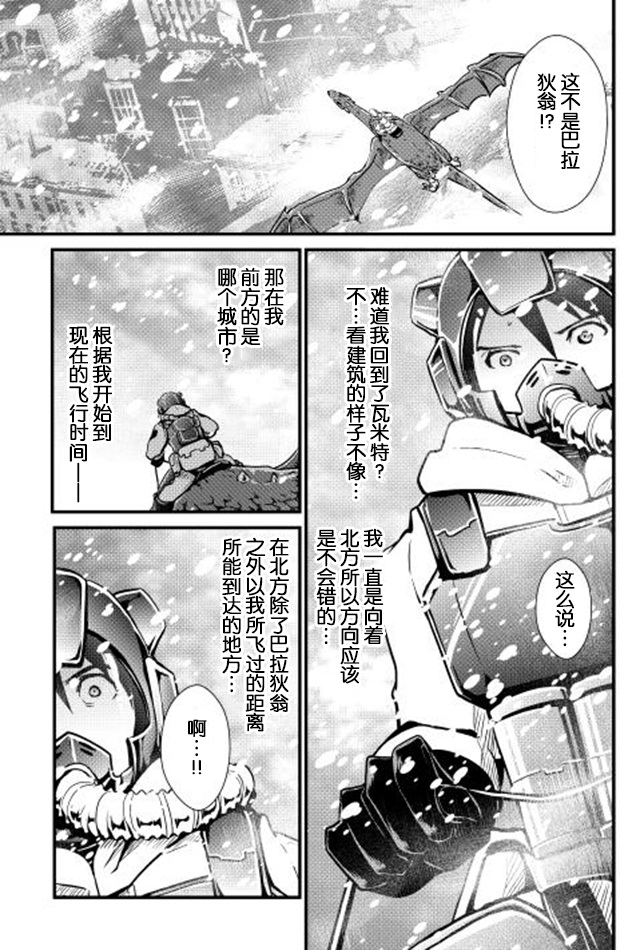 这不是巴拉
狄翁!?
难道我回到了瓦米特?
不…看建筑的样子不像…
这么说…
我一直是向着
北方所以方向应该
是不会错的…
那在我
前方的是
哪个城市?
根据我开始到
现在的飞行时间——
在北方除了巴拉狄翁
之外以我所飞过的距离
所能到达的地方…
啊…!!